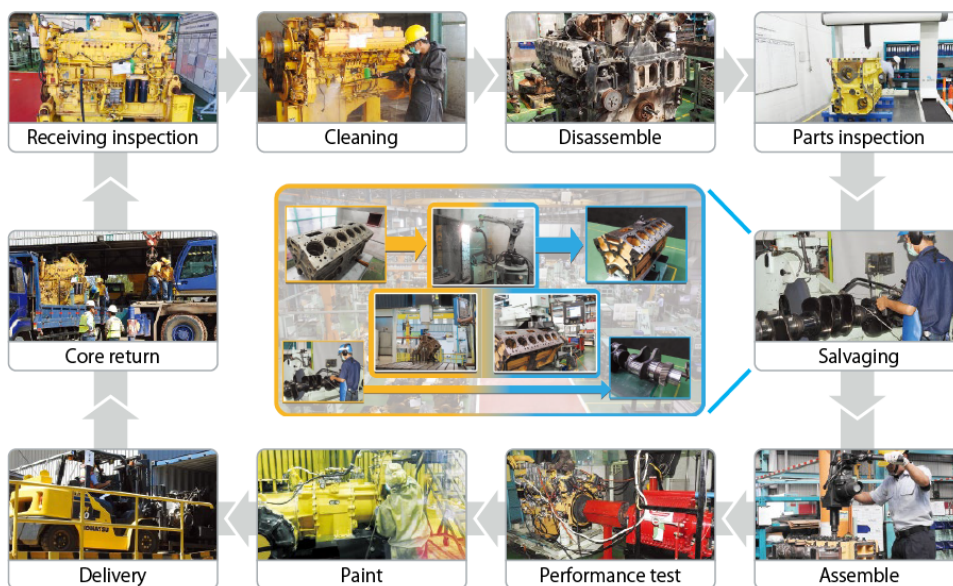 Receiving inspection
Cleaning
Disassemble
Parts inspection
Core return
Salvaging
KOMATSU
Delivery
Paint
Performance test
Assemble